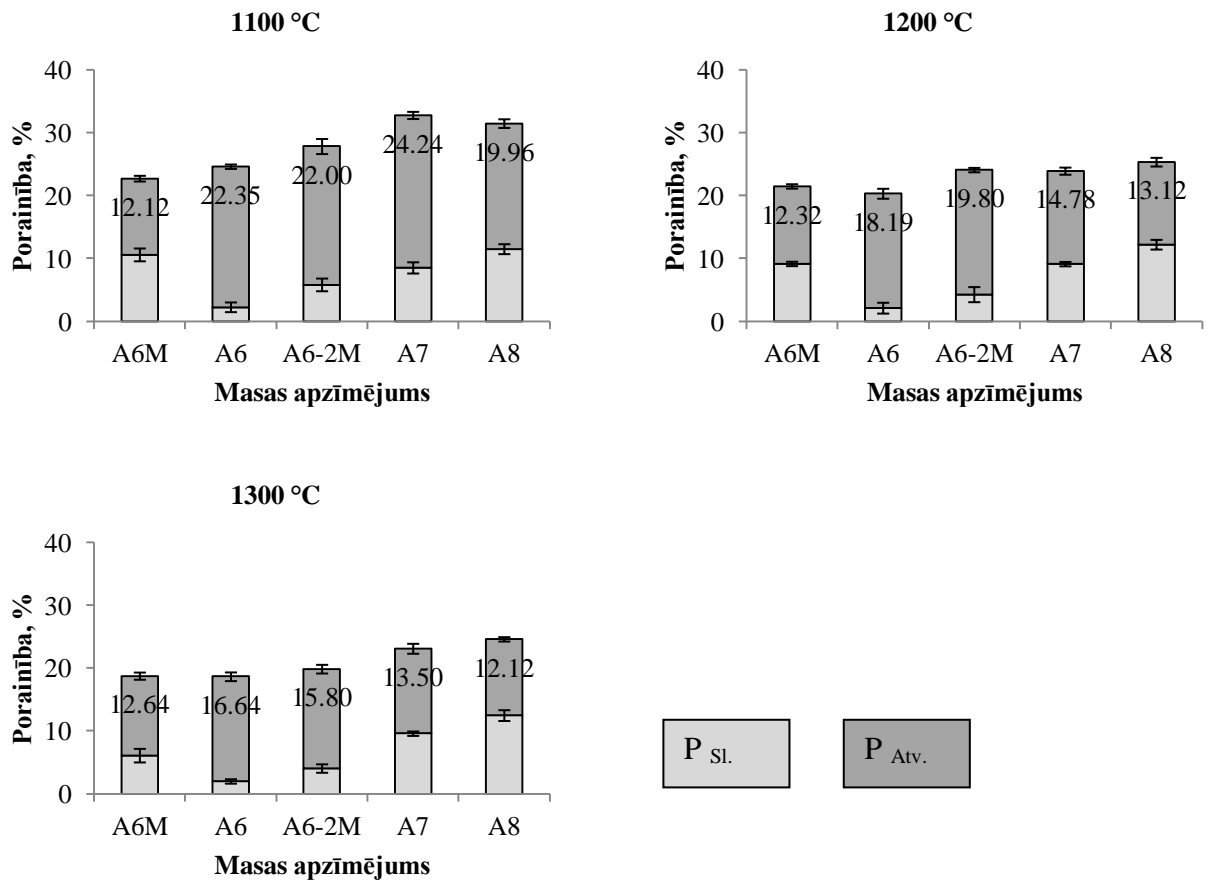 1100 °C
Porainība, %
40
30
20
10
0
12.12
22.35
22.00
24.24
19.96
A6M A6 A6-2M A7 A8
Masas apzīmējums
1200 °C
Porainība, %
40
30
20
10
0
12.32
18.19
19.80
14.78
13.12
A6M A6 A6-2M A7 A8
Masas apzīmējums
1300 °C
Porainība, %
40
30
20
10
0
12.64
16.64
15.80
13.50
12.12
A6M A6 A6-2M A7 A8
Masas apzīmējums
P Sl.
P Atv.